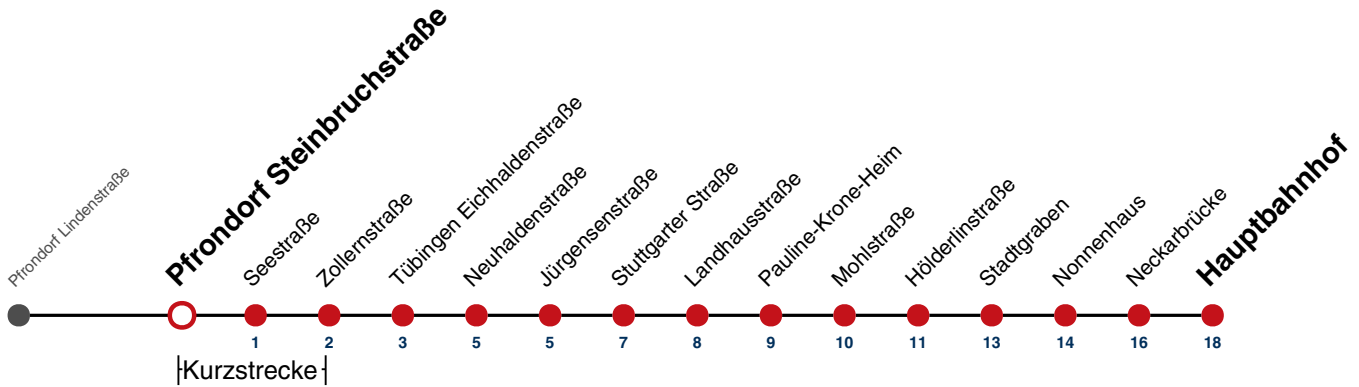 Pfrondorf Lindenstraße
Pfrondorf Steinbruchstraße
Seestraße
Zollernstraße
Tübingen Eichhaldenstraße
Neuhaldenstraße
Jürgensenstraße
Stuttgarter Straße
Landhausstraße
Pauline-Krone-Heim
Mohlstraße
Hölderlinstraße
Stadtgraben
Nonnenhaus
Neckarbrücke
Hauptbahnhof
1 2 3 5 5 7 8 9 10 11 13 14 16 18
Kurzstrecke